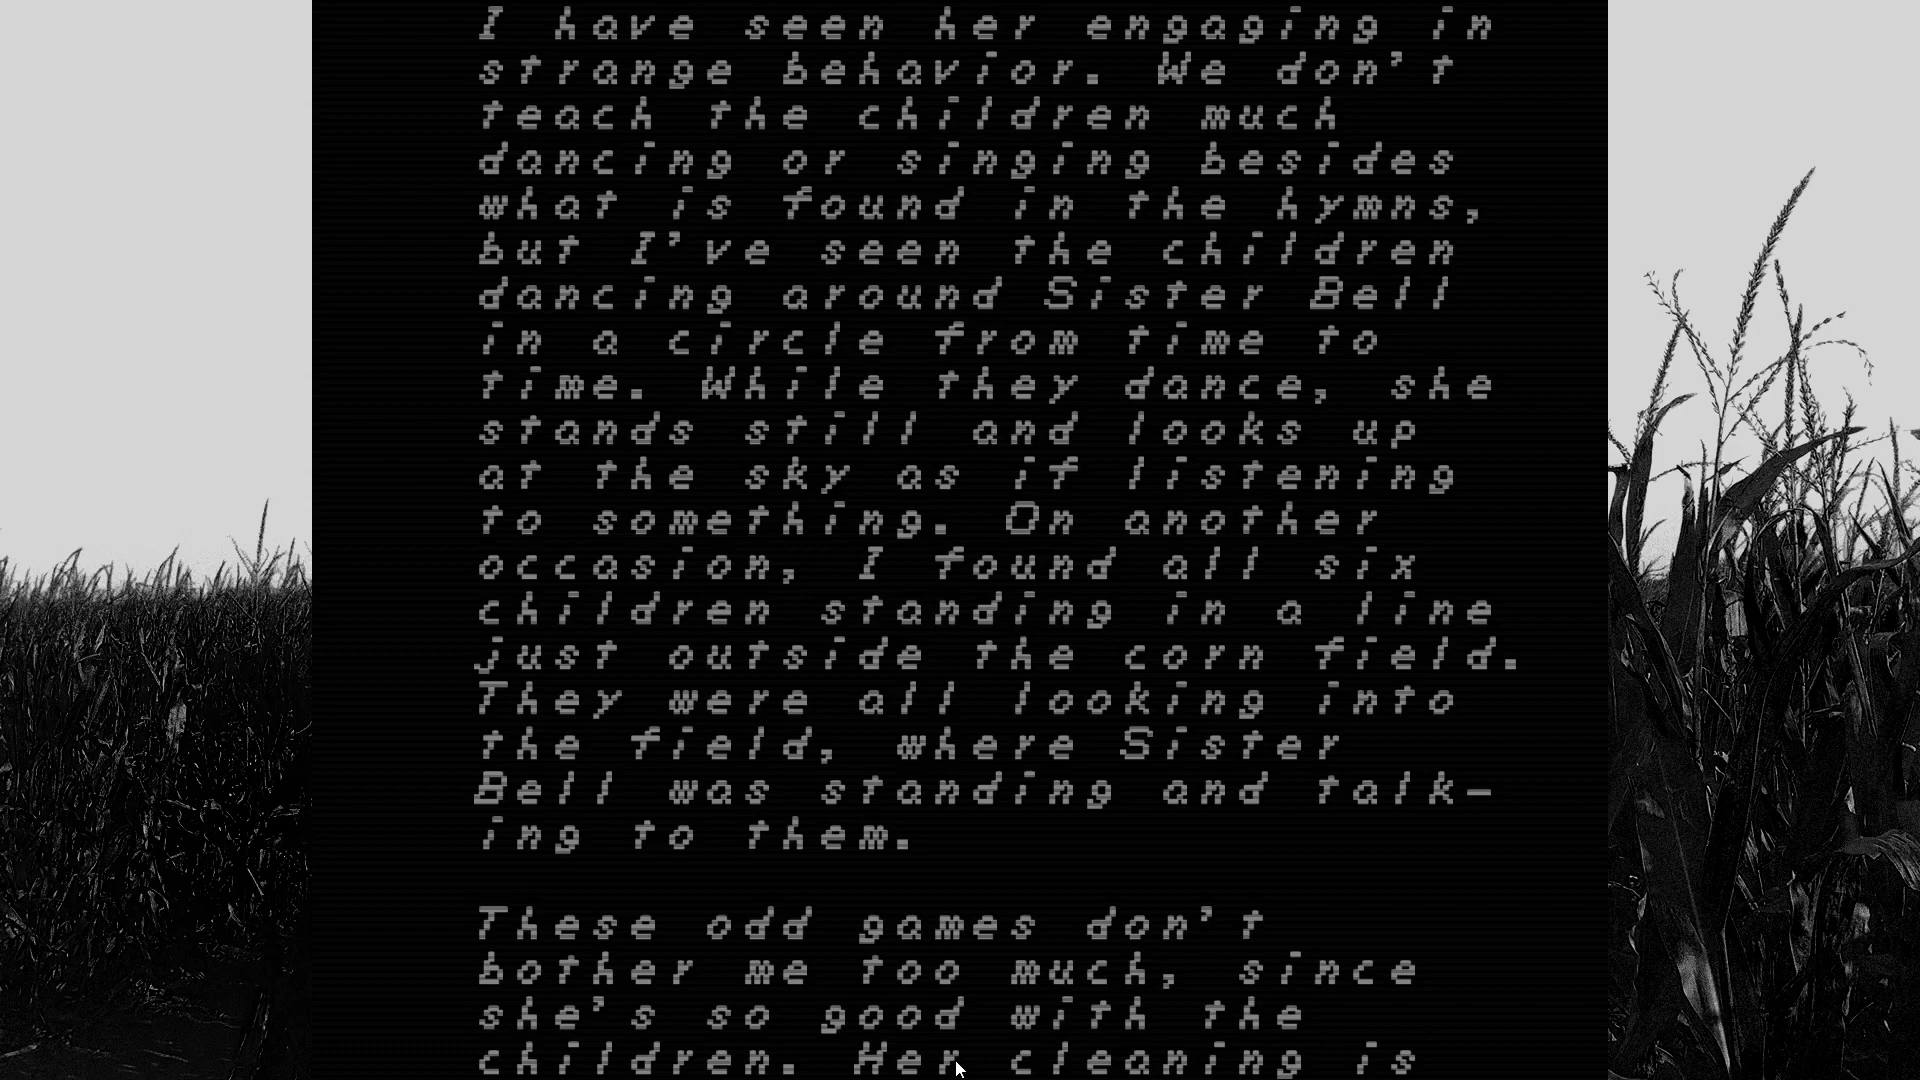 I have seen her engaging in
strange behavior. We don't
teach the children much
dancing or singing besides
what is found in the hymns,
but I've seen the children
dancing around Sister Bell
in a circle from time to
time. While they dance, she
stands still and looks up
at the sky as if listening
to something. On another
occasion, I found all six
children standing in a line
just outside the corn field.
They were all looking into
the field, where Sister
Bell was standing and talk-
ing to them.
These odd games don't
bother me too much, since
she's so good with the
children. Her cleaning is